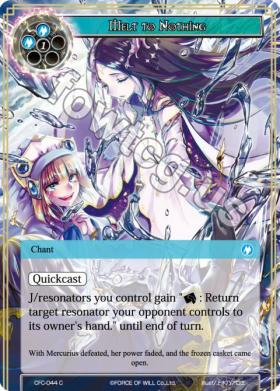 Melt to Nothing
1
Chant
Quickcast
J/resonators you control gain "  : Return
target resonator your opponent controls to
its owner's hand." until end of turn.
With Mercurius defeated, her power faded, and the frozen casket came
open.
CFC-044 C
©FORCE OF WILL Co.,Ltd.